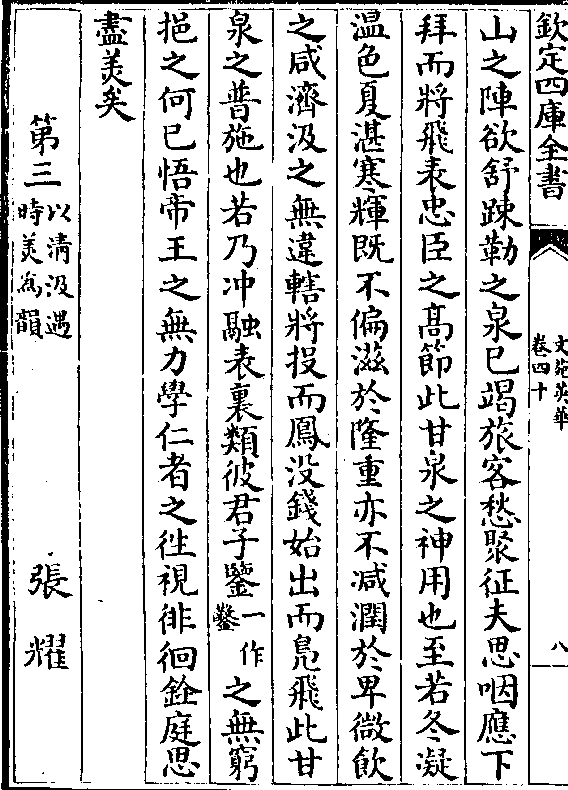 欽定四庫全書
文苑英華
卷四十
八
山之陣欲舒踈勒之泉已竭旅客愁聚征夫思咽應下
拜而將飛表忠臣之髙節此甘泉之神用也至若冬凝
温色夏湛寒輝既不偏滋於隆重亦不减潤於卑微飲
之咸濟汲之無違轄將投而鳳没錢始出而鳬飛此甘
泉之普施也若乃冲融表裏類彼君子鑒一作鑿之無窮
挹之何已悟帝王之無力學仁者之徃視徘徊銓庭思
盡美矣
第三以清汲遇時美為韻
張耀